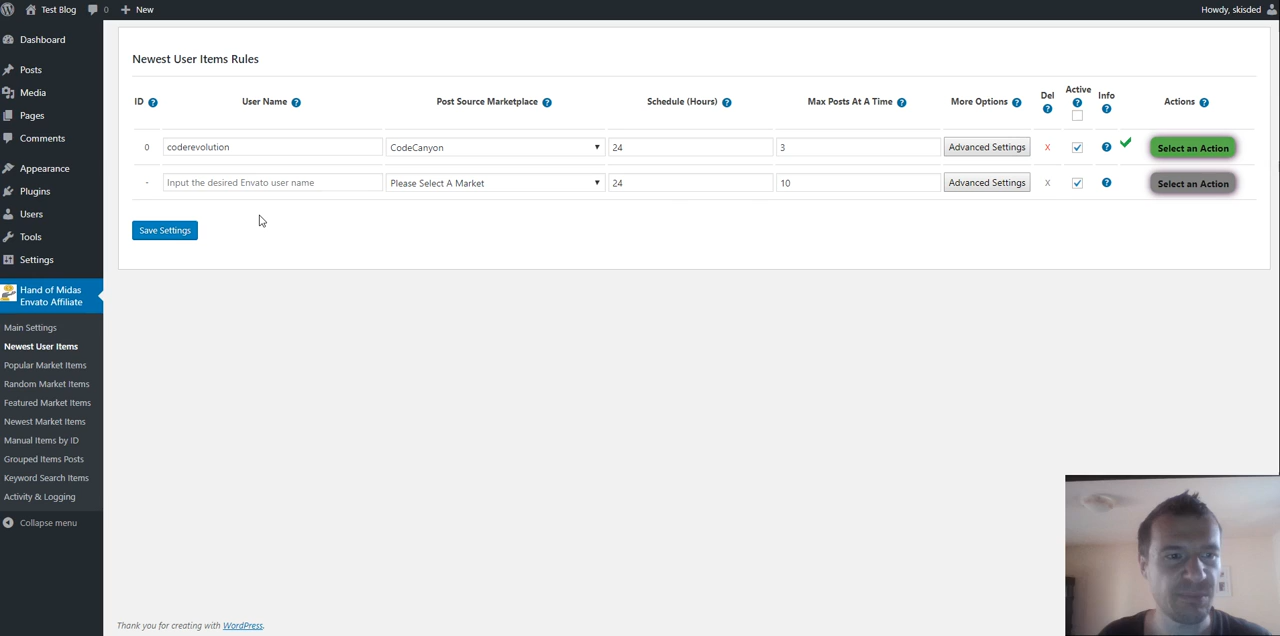 Test Blog 0 New Howdy, skisded
Dashboard
Posts
Media
Pages
Comments
Appearance
Plugins
Users
Tools
Settings
Hand of Midas
Envato Affiliate
Main Settings
Newest User Items
Popular Market Items
Random Market Items
Featured Market Items
Newest Market Items
Manual Items by ID
Grouped Items Posts
Keyword Search Items
Activity & Logging
Collapse menu
Newest User Items Rules
ID ? User Name ? Post Source Marketplace ? Schedule (Hours) ? Max Posts At A Time ? More Options ? Del ? Active ? Info ? Actions ?
0 coderevolution CodeCanyon 24 3 Advanced Settings X ? Select an Action
- Input the desired Envato user name Please Select A Market 24 10 Advanced Settings X ? Select an Action
Save Settings
Thank you for creating with WordPress.